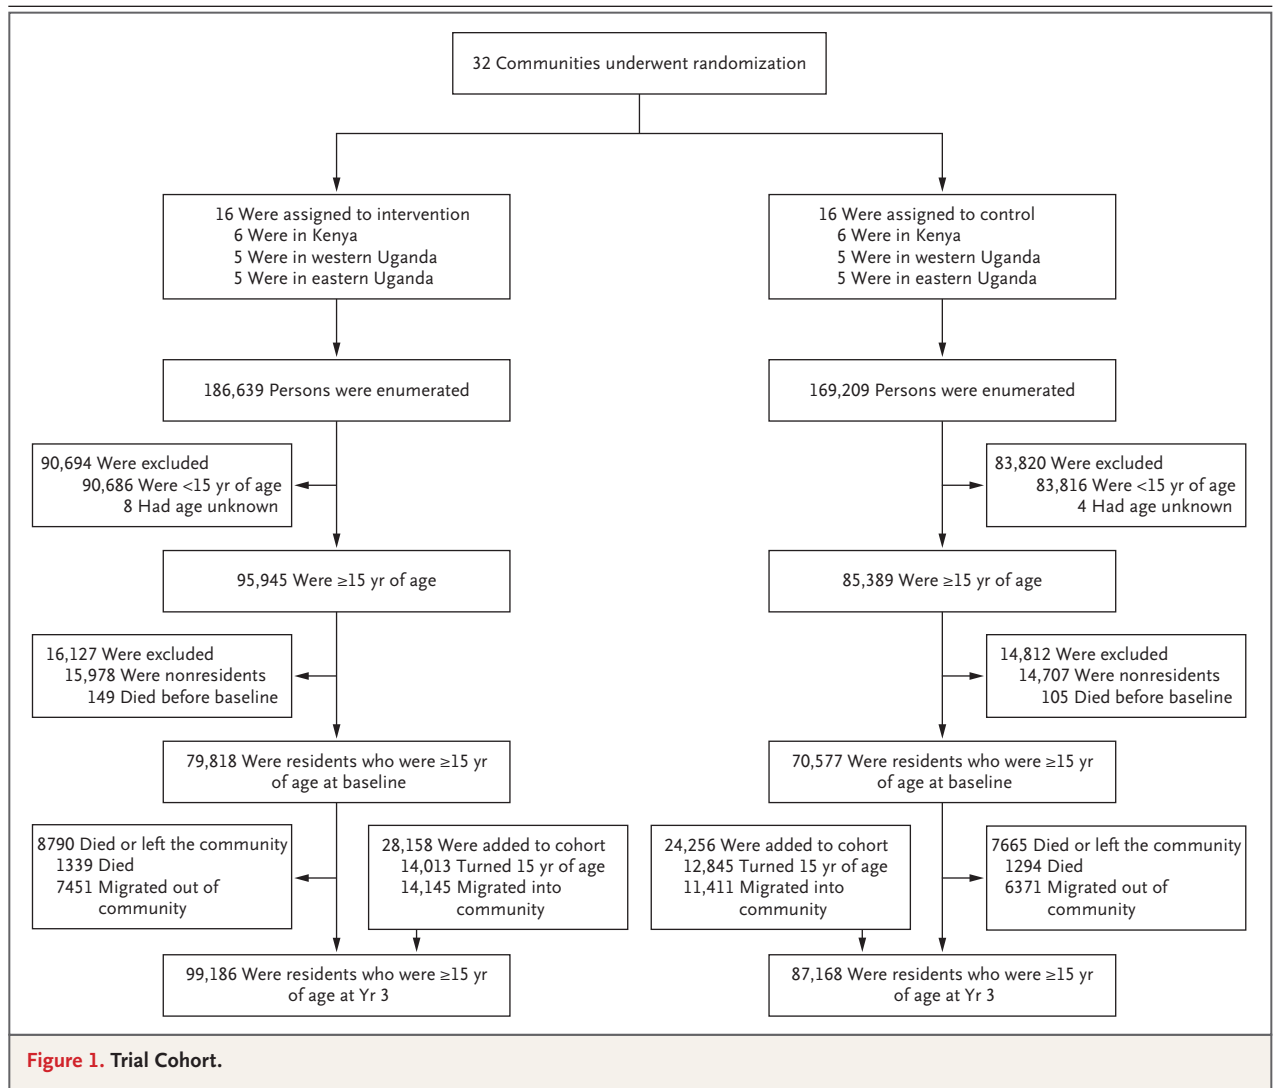 32 Communities underwent randomization
16 Were assigned to intervention
6 Were in Kenya
5 Were in western Uganda
5 Were in eastern Uganda
16 Were assigned to control
6 Were in Kenya
5 Were in western Uganda
5 Were in eastern Uganda
186,639 Persons were enumerated
169,209 Persons were enumerated
90,694 Were excluded
90,686 Were <15 yr of age
8 Had age unknown
83,820 Were excluded
83,816 Were <15 yr of age
4 Had age unknown
95,945 Were ≥15 yr of age
85,389 Were ≥15 yr of age
16,127 Were excluded
15,978 Were nonresidents
149 Died before baseline
14,812 Were excluded
14,707 Were nonresidents
105 Died before baseline
79,818 Were residents who were ≥15 yr
of age at baseline
70,577 Were residents who were ≥15 yr
of age at baseline
8790 Died or left the community
1339 Died
7451 Migrated out of
community
28,158 Were added to cohort
14,013 Turned 15 yr of age
14,145 Migrated into
community
24,256 Were added to cohort
12,845 Turned 15 yr of age
11,411 Migrated into
community
7665 Died or left the community
1294 Died
6371 Migrated out of
community
99,186 Were residents who were ≥15 yr
of age at Yr 3
87,168 Were residents who were ≥15 yr
of age at Yr 3
Figure 1. Trial Cohort.